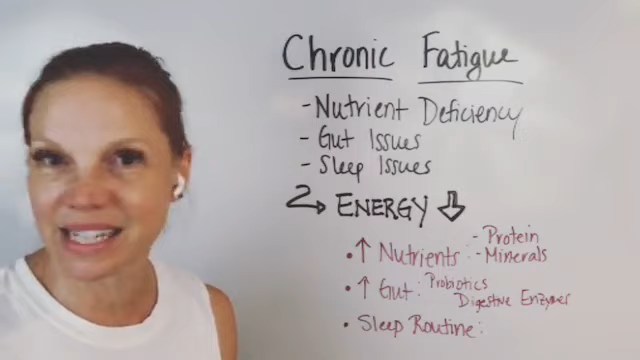 Chronic Fatigue
- Nutrient Deficiency
- Gut Issues
- Sleep Issues
ENERGY
• ↑ Nutrients: - Protein
- Minerals
• ↑ Gut: Probiotics
Digestive Enzymes
• Sleep Routine: